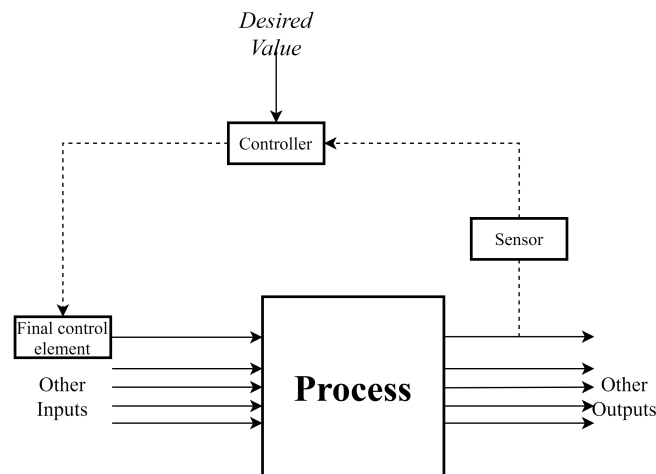 Desired
Value
Controller
Sensor
Final control
element
Process
Other
Inputs
Other
Outputs